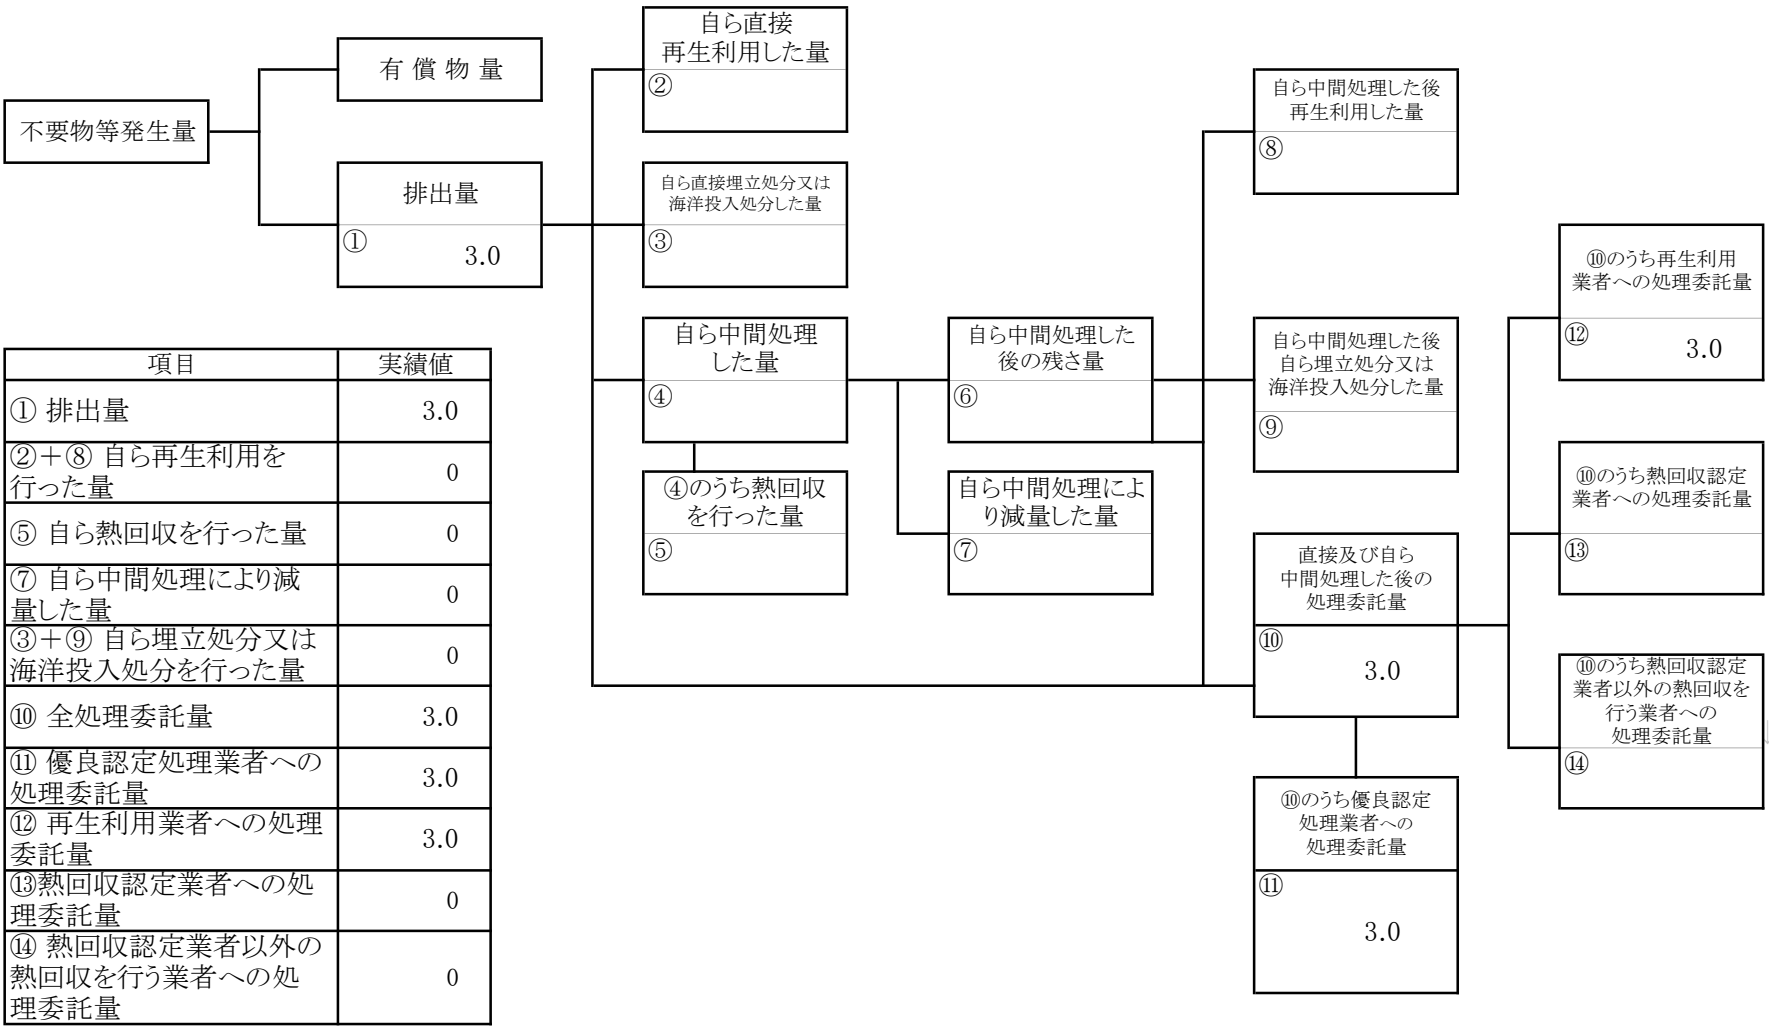 不要物等発生量
有 償 物 量
排出量
①
3.0
自ら直接
再生利用した量
②
自ら直接埋立処分又は
海洋投入処分した量
③
自ら中間処理
した量
④
④のうち熱回収
を行った量
⑤
自ら中間処理した
後の残さ量
⑥
自ら中間処理によ
り減量した量
⑦
自ら中間処理した後
再生利用した量
⑧
自ら中間処理した後
自ら埋立処分又は
海洋投入処分した量
⑨
直接及び自ら
中間処理した後の
処理委託量
⑩
3.0
⑩のうち優良認定
処理業者への
処理委託量
⑪
3.0
⑩のうち再生利用
業者への処理委託量
⑫
3.0
⑩のうち熱回収認定
業者への処理委託量
⑬
⑩のうち熱回収認定
業者以外の熱回収を
行う業者への
処理委託量
⑭
↓
項目 実績値
① 排出量 3.0
②＋⑧ 自ら再生利用を
行った量 0
⑤ 自ら熱回収を行った量 0
⑦ 自ら中間処理により減
量した量 0
③＋⑨ 自ら埋立処分又は
海洋投入処分を行った量 0
⑩ 全処理委託量 3.0
⑪ 優良認定処理業者への
処理委託量 3.0
⑫ 再生利用業者への処理
委託量 3.0
⑬熱回収認定業者への処
理委託量 0
⑭ 熱回収認定業者以外の
熱回収を行う業者への処
理委託量 0